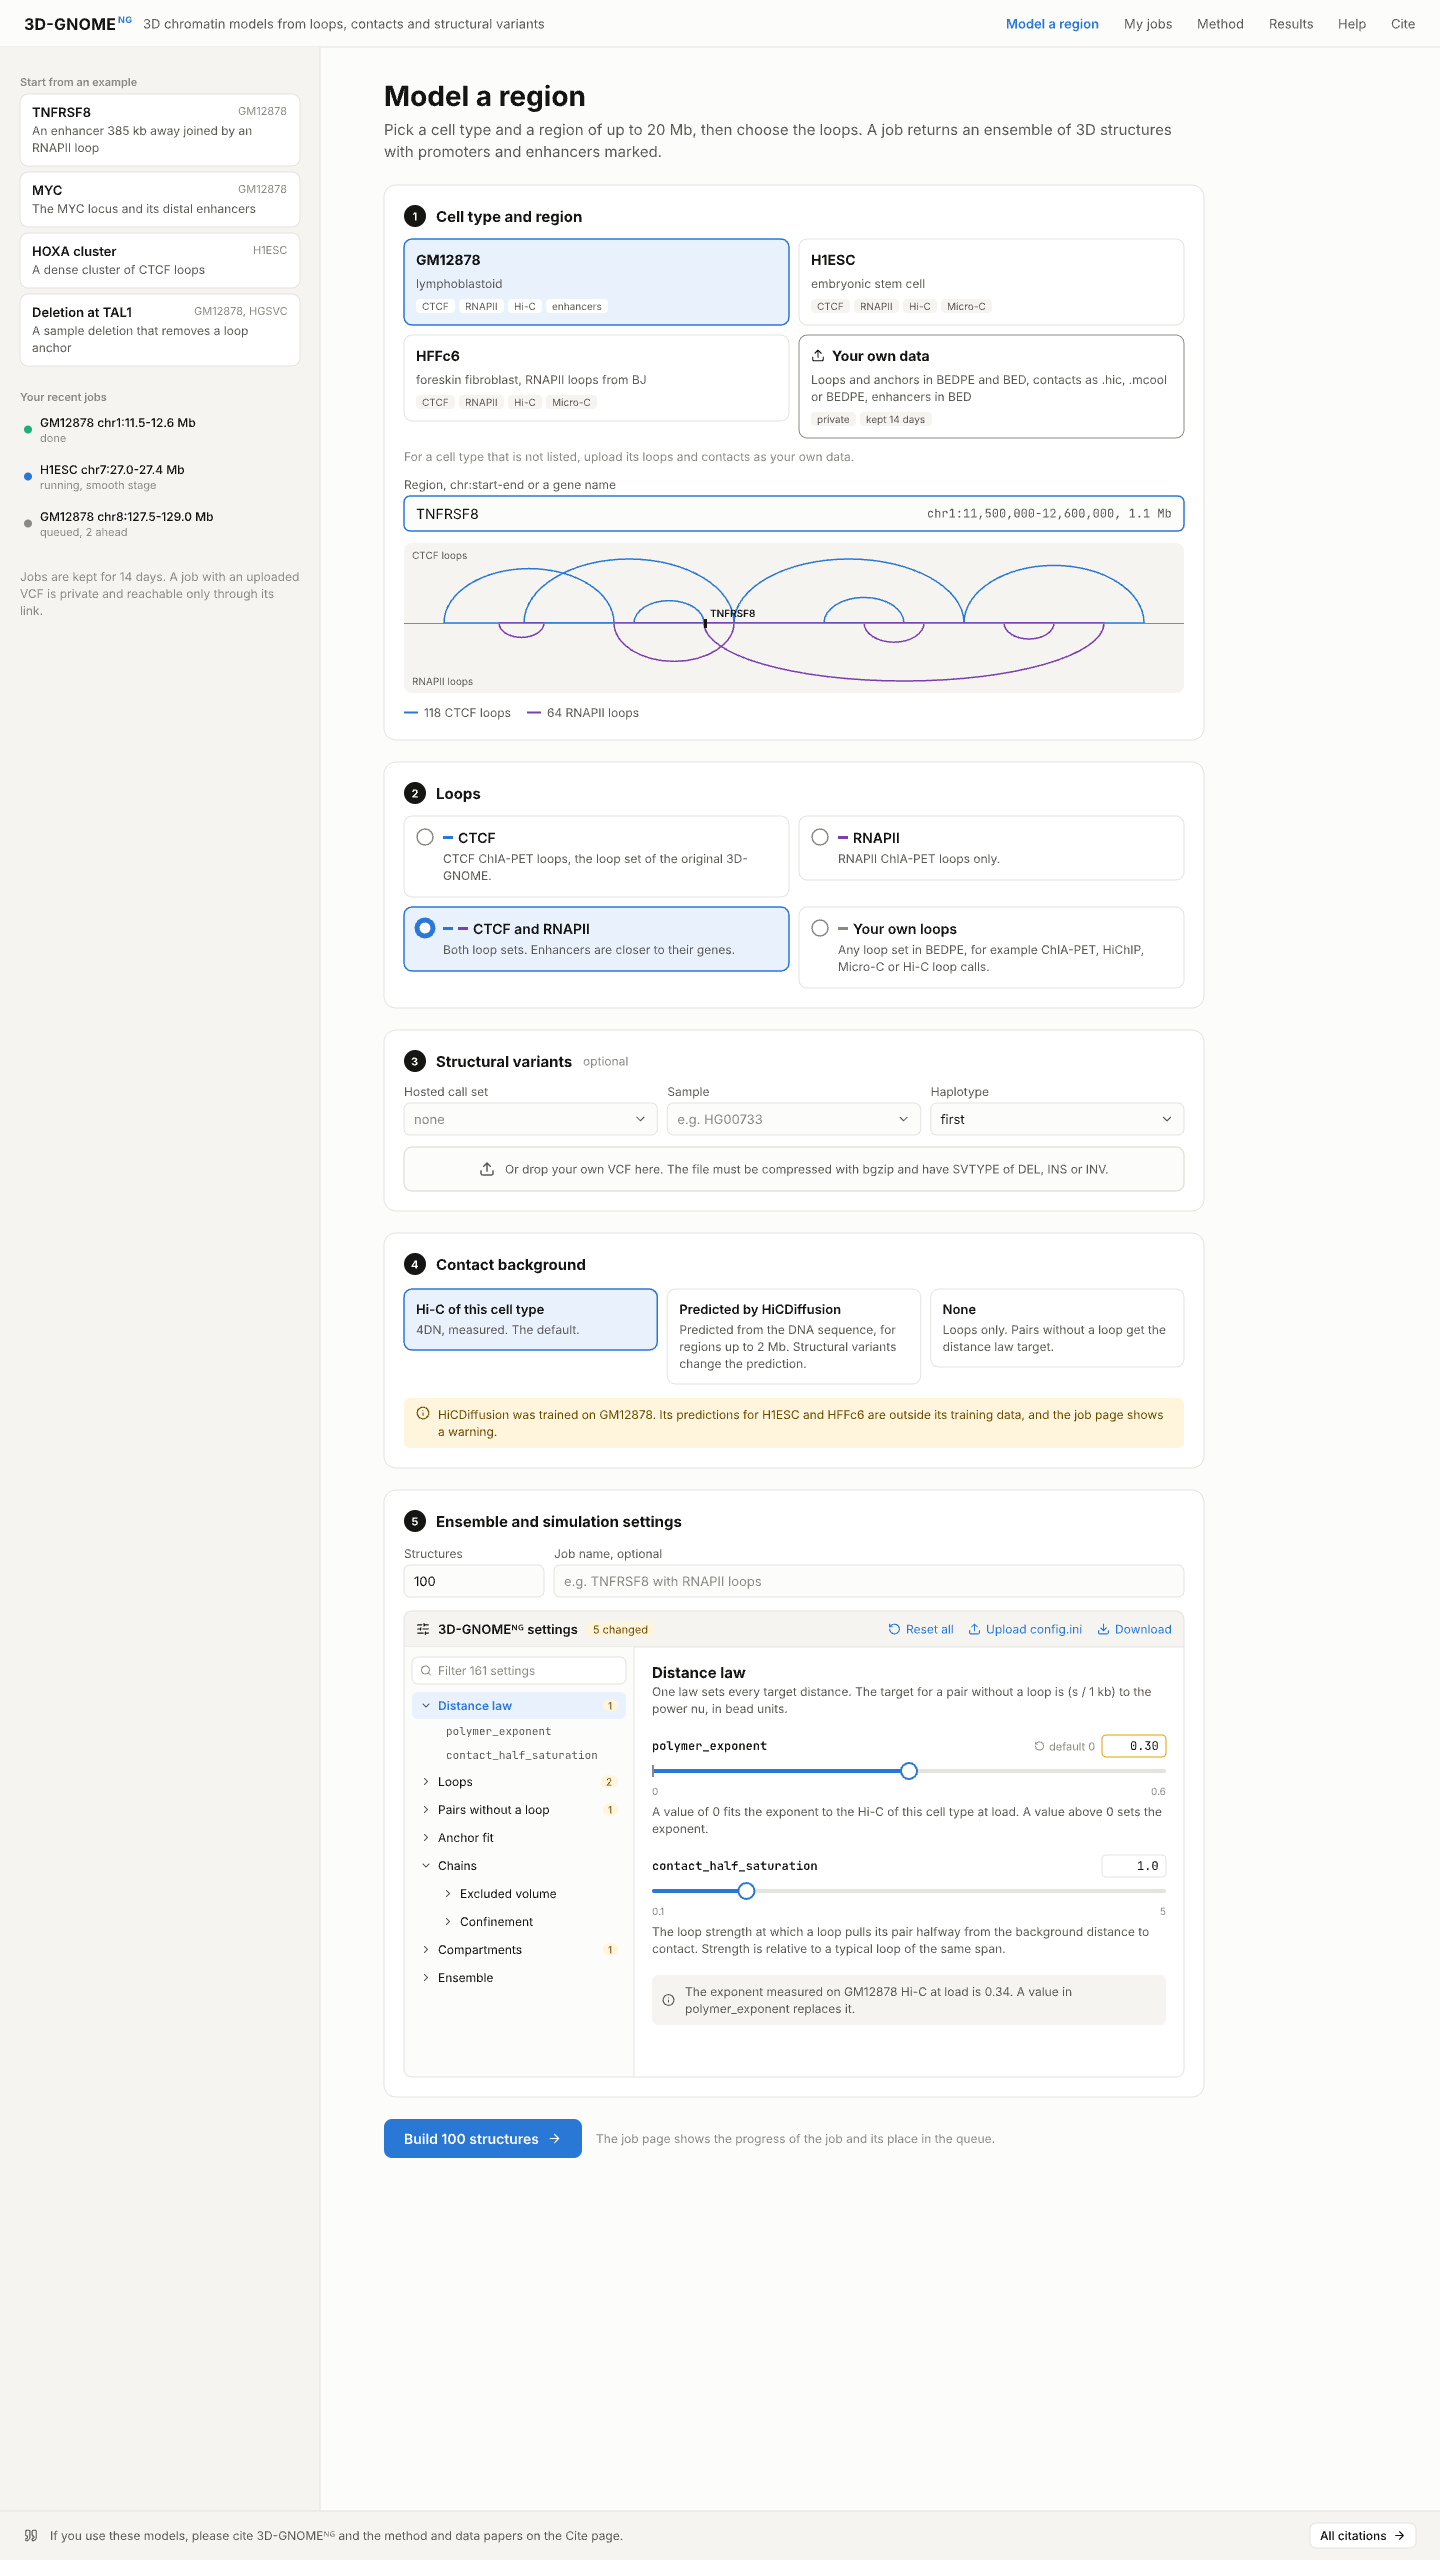 3D-GNOME NG 3D chromatin models from loops, contacts and structural variants
Model a region My jobs Method Results Help Cite
Start from an example
TNFRSF8 GM12878
An enhancer 385 kb away joined by an
RNAPII loop
MYC GM12878
The MYC locus and its distal enhancers
HOXA cluster H1ESC
A dense cluster of CTCF loops
Deletion at TAL1 GM12878, HGSVC
A sample deletion that removes a loop
anchor
Your recent jobs
GM12878 chr1:11.5-12.6 Mb
done
H1ESC chr7:27.0-27.4 Mb
running, smooth stage
GM12878 chr8:127.5-129.0 Mb
queued, 2 ahead
Jobs are kept for 14 days. A job with an uploaded
VCF is private and reachable only through its
link.
Model a region
Pick a cell type and a region of up to 20 Mb, then choose the loops. A job returns an ensemble of 3D structures
with promoters and enhancers marked.
1 Cell type and region
GM12878
lymphoblastoid
CTCF RNAPII Hi-C enhancers
H1ESC
embryonic stem cell
CTCF RNAPII Hi-C Micro-C
HFFc6
foreskin fibroblast, RNAPII loops from BJ
CTCF RNAPII Hi-C Micro-C
Your own data
Loops and anchors in BEDPE and BED, contacts as .hic, .mcool
or BEDPE, enhancers in BED
private kept 14 days
For a cell type that is not listed, upload its loops and contacts as your own data.
Region, chr:start-end or a gene name
TNFRSF8 chr1:11,500,000-12,600,000, 1.1 Mb
CTCF loops
TNFRSF8
RNAPII loops
118 CTCF loops 64 RNAPII loops
2 Loops
CTCF
CTCF ChIA-PET loops, the loop set of the original 3D-
GNOME.
RNAPII
RNAPII ChIA-PET loops only.
CTCF and RNAPII
Both loop sets. Enhancers are closer to their genes.
Your own loops
Any loop set in BEDPE, for example ChIA-PET, HiChIP,
Micro-C or Hi-C loop calls.
3 Structural variants optional
Hosted call set Sample Haplotype
none e.g. HG00733 first
Or drop your own VCF here. The file must be compressed with bgzip and have SVTYPE of DEL, INS or INV.
4 Contact background
Hi-C of this cell type
4DN, measured. The default.
Predicted by HiCDiffusion
Predicted from the DNA sequence, for
regions up to 2 Mb. Structural variants
change the prediction.
None
Loops only. Pairs without a loop get the
distance law target.
HiCDiffusion was trained on GM12878. Its predictions for H1ESC and HFFc6 are outside its training data, and the job page shows
a warning.
5 Ensemble and simulation settings
Structures Job name, optional
100 e.g. TNFRSF8 with RNAPII loops
3D-GNOMEᴺᴳ settings 5 changed Reset all Upload config.ini Download
Filter 161 settings
Distance law 1
polymer_exponent
contact_half_saturation
Loops 2
Pairs without a loop 1
Anchor fit
Chains
Excluded volume
Confinement
Compartments 1
Ensemble
Distance law
One law sets every target distance. The target for a pair without a loop is (s / 1 kb) to the
power nu, in bead units.
polymer_exponent default 0 0.30
0 0.6
A value of 0 fits the exponent to the Hi-C of this cell type at load. A value above 0 sets the
exponent.
contact_half_saturation 1.0
0.1 5
The loop strength at which a loop pulls its pair halfway from the background distance to
contact. Strength is relative to a typical loop of the same span.
The exponent measured on GM12878 Hi-C at load is 0.34. A value in
polymer_exponent replaces it.
Build 100 structures The job page shows the progress of the job and its place in the queue.
If you use these models, please cite 3D-GNOMEᴺᴳ and the method and data papers on the Cite page.
All citations